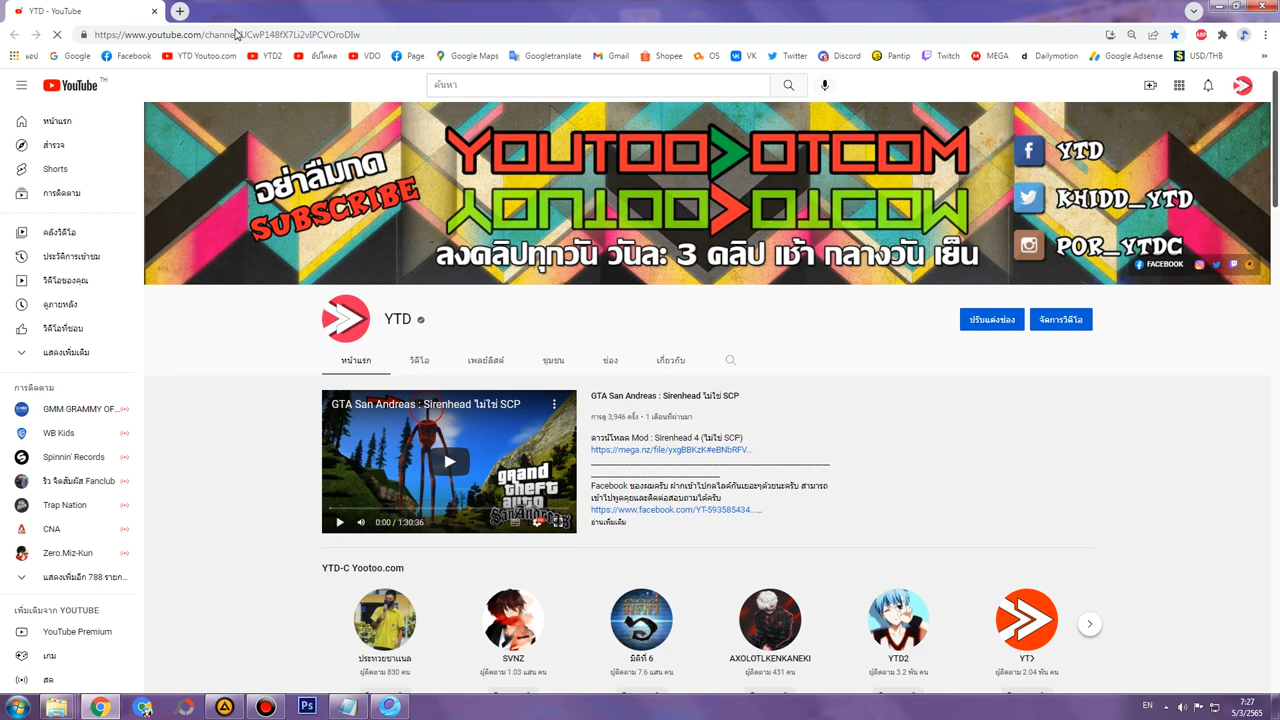 YTD - YouTube
https://www.youtube.com/channel/UCwP148fX7Li2vIPCVOroDIw
แอป
Google
Facebook
YTD Youtoo.com
YTD2
อัปโหลด
VDO
Page
Google Maps
Googletranslate
Gmail
Shopee
OS
VK
Twitter
Discord
Pantip
Twitch
MEGA
Dailymotion
Google Adsense
USD/THB
YouTube TH
ค้นหา
หน้าแรก
สำรวจ
Shorts
การติดตาม
คลังวิดีโอ
ประวัติการเข้าชม
วิดีโอของคุณ
ดูภายหลัง
วิดีโอที่ชอบ
แสดงเพิ่มเติม
การติดตาม
GMM GRAMMY OF...
WB Kids
Spinnin' Records
ริว จิตสัมผัส Fanclub
Trap Nation
CNA
Zero.Miz-Kun
แสดงเพิ่มอีก 788 รายก...
เพิ่มเติมจาก YOUTUBE
YouTube Premium
เกม
สด
อย่าลืมกด
SUBSCRIBE
YOUTOO>OTCOM
ลงคลิปทุกวัน วันละ 3 คลิป เช้า กลางวัน เย็น
YTD
KHIDD_YTD
POR_YTDC
FACEBOOK
YTD
ปรับแต่งช่อง
จัดการวิดีโอ
หน้าแรก
วิดีโอ
เพลย์ลิสต์
ชุมชน
ช่อง
เกี่ยวกับ
GTA San Andreas : Sirenhead ไม่ใช่ SCP
grand
theft
auto
SanAndreas
0:00 / 1:30:36
GTA San Andreas : Sirenhead ไม่ใช่ SCP
การดู 3,946 ครั้ง • 1 เดือนที่ผ่านมา
ดาวน์โหลด Mod : Sirenhead 4 (ไม่ใช่ SCP)
https://mega.nz/file/yxgBBKzK#eBNbRFV...
Facebook ของผมครับ ฝากเข้าไปกดไลค์กันเยอะๆด้วยนะครับ สามารถ
เข้าไปพูดคุยและติดต่อสอบถามได้ครับ
https://www.facebook.com/YT-593585434...
อ่านเพิ่มเติม
YTD-C Yootoo.com
ประทวยชาแนล
ผู้ติดตาม 830 คน
SVNZ
ผู้ติดตาม 1.03 แสน คน
มิติที่ 6
ผู้ติดตาม 7.6 แสน คน
AXOLOTLKENKANEKI
ผู้ติดตาม 431 คน
YTD2
ผู้ติดตาม 3.2 พัน คน
YT>
ผู้ติดตาม 2.04 พัน คน
Ps
EN
7:27
5/3/2565